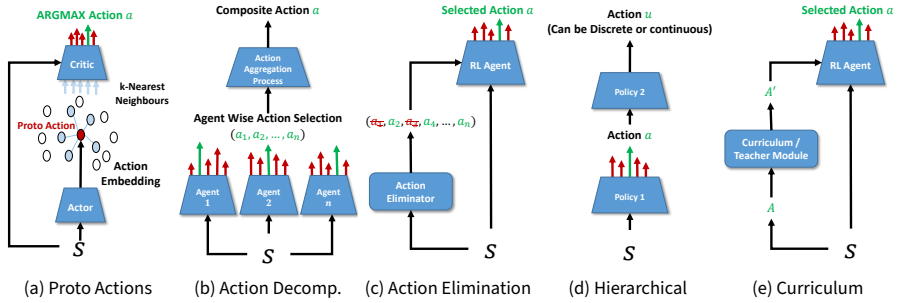 ARGMAX Action a
Critic
k-Nearest
Neighbours
Proto Action
Action
Embedding
Actor
S
(a) Proto Actions
Composite Action a
Action
Aggregation
Process
Agent Wise Action Selection
(a₁, a₂, ..., aₙ)
Agent
1
Agent
2
Agent
n
S
(b) Action Decomp.
Selected Action a
RL Agent
(a₁, a₂, a₃, a₄, ..., aₙ)
Action
Eliminator
S
(c) Action Elimination
Action u
(Can be Discrete or continuous)
Policy 2
Action a
Policy 1
S
(d) Hierarchical
Selected Action a
RL Agent
A′
Curriculum /
Teacher Module
A
S
(e) Curriculum